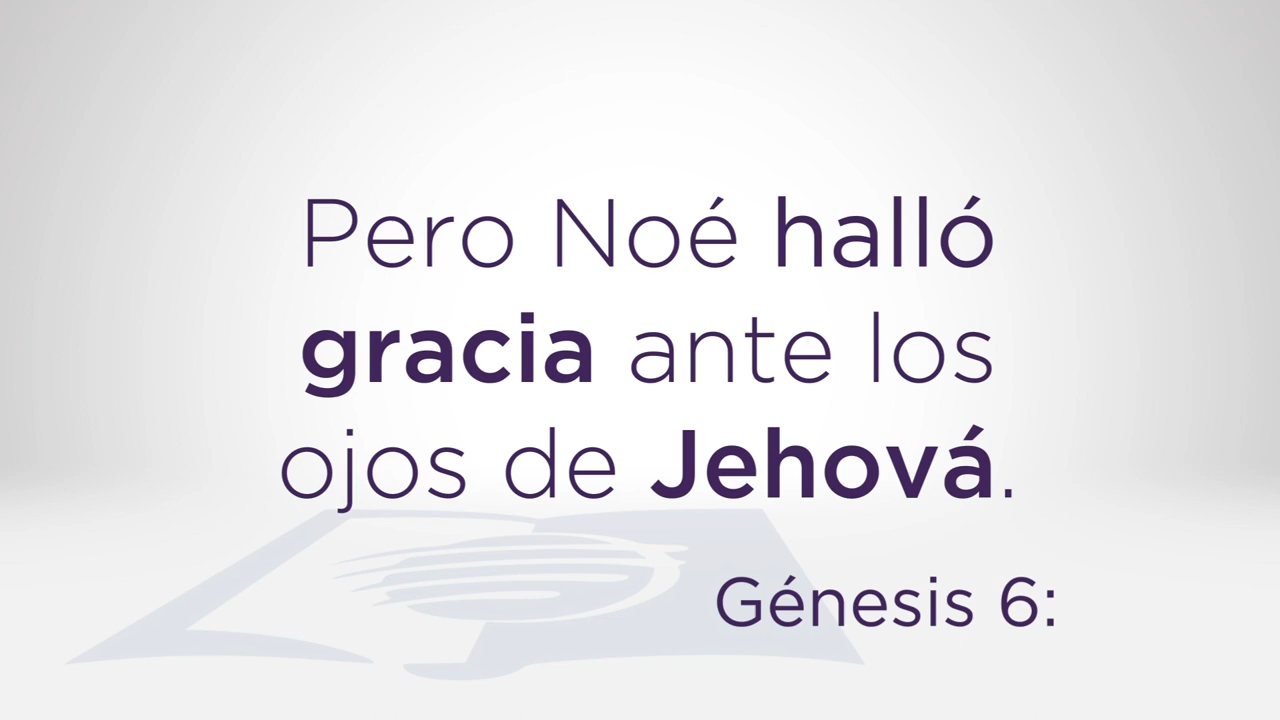 Pero Noé halló
gracia ante los
ojos de Jehová.
Génesis 6: